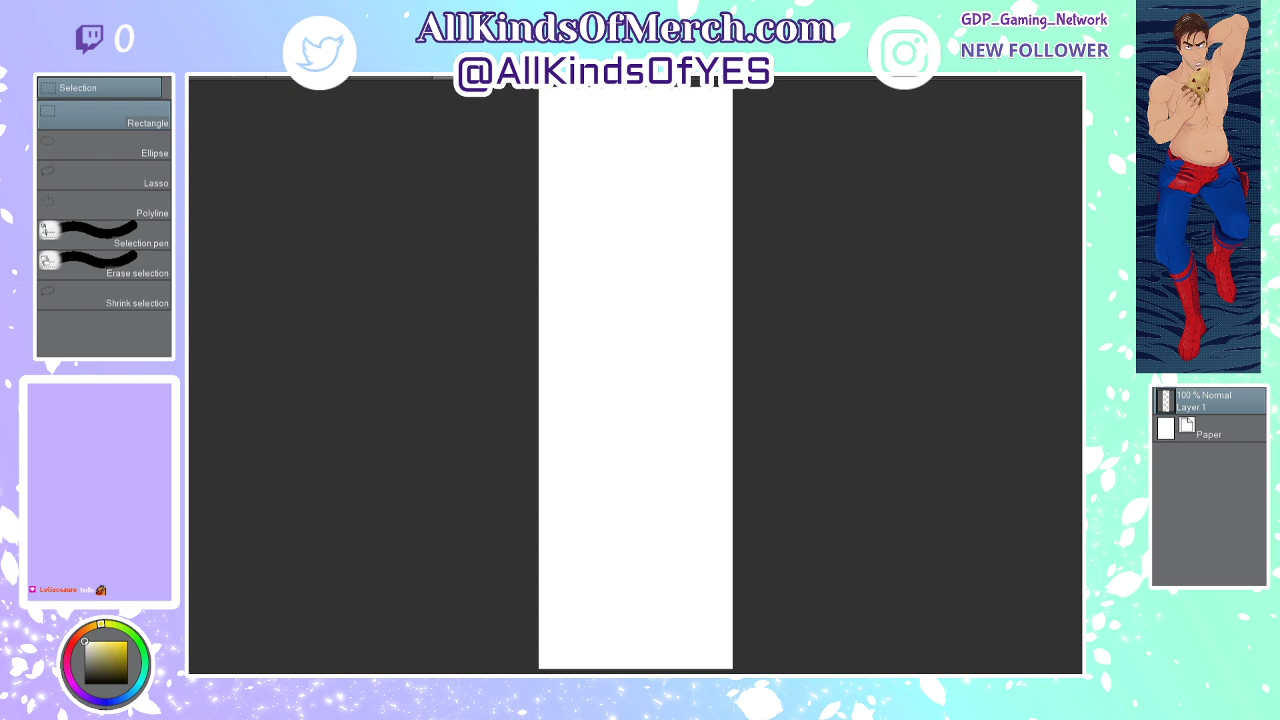 0
AllKindsOfMerch.com
@AllKindsOfYES
GDP_Gaming_Network
NEW FOLLOWER
Selection
Rectangle
Ellipse
Lasso
Polyline
Selection pen
Erase selection
Shrink selection
100 % Normal
Layer 1
Paper